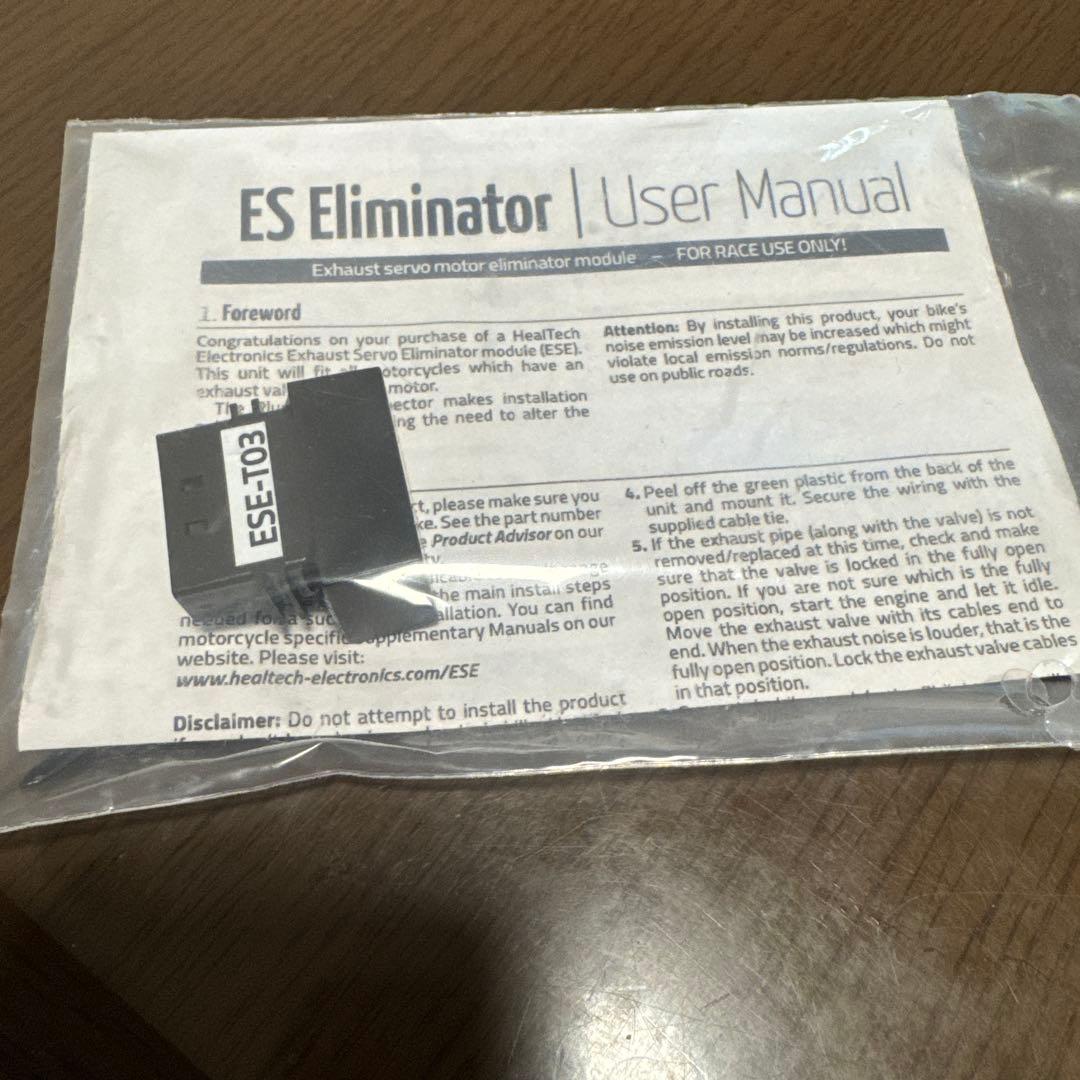 ES Eliminator | User Manual
Exhaust servo motor eliminator module – FOR RACE USE ONLY!
1. Foreword
Congratulations on your purchase of a HealTech
Electronics Exhaust Servo Eliminator module (ESE).
This unit will fit all motorcycles which have an
exhaust motor.
makes installation
the need to alter the
Attention: By installing this product, your bike's
noise emission level may be increased which might
violate local emission norms/regulations. Do not
use on public roads.
ESE-T03
please make sure you
See the part number
Product Advisor on our
the main install steps
needed for a You can find
motorcycle specific Supplementary Manuals on our
website. Please visit:
www.healtech-electronics.com/ESE
Disclaimer: Do not attempt to install the product
4. Peel off the green plastic from the back of the
unit and mount it. Secure the wiring with the
supplied cable tie.
5. If the exhaust pipe (along with the valve) is not
removed/replaced at this time, check and make
sure that the valve is locked in the fully open
position. If you are not sure which is the fully
open position, start the engine and let it idle.
Move the exhaust valve with its cables end to
end. When the exhaust noise is louder, that is the
fully open position. Lock the exhaust valve cables
in that position.